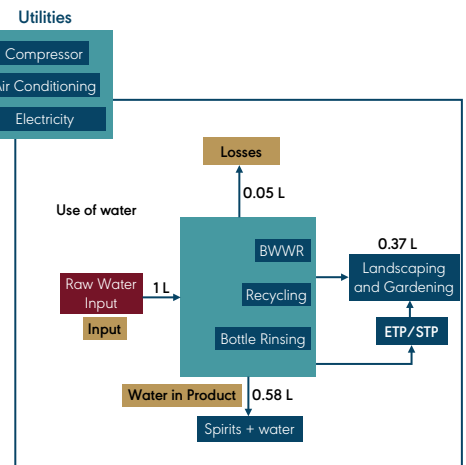 Utilities
Compressor
Air Conditioning
Electricity
Losses
0.05 L
Use of water
BWWR
0.37 L
Landscaping
and Gardening
Raw Water
Input
1 L
Recycling
Input
Bottle Rinsing
ETP/STP
Water in Product
0.58 L
Spirits + water